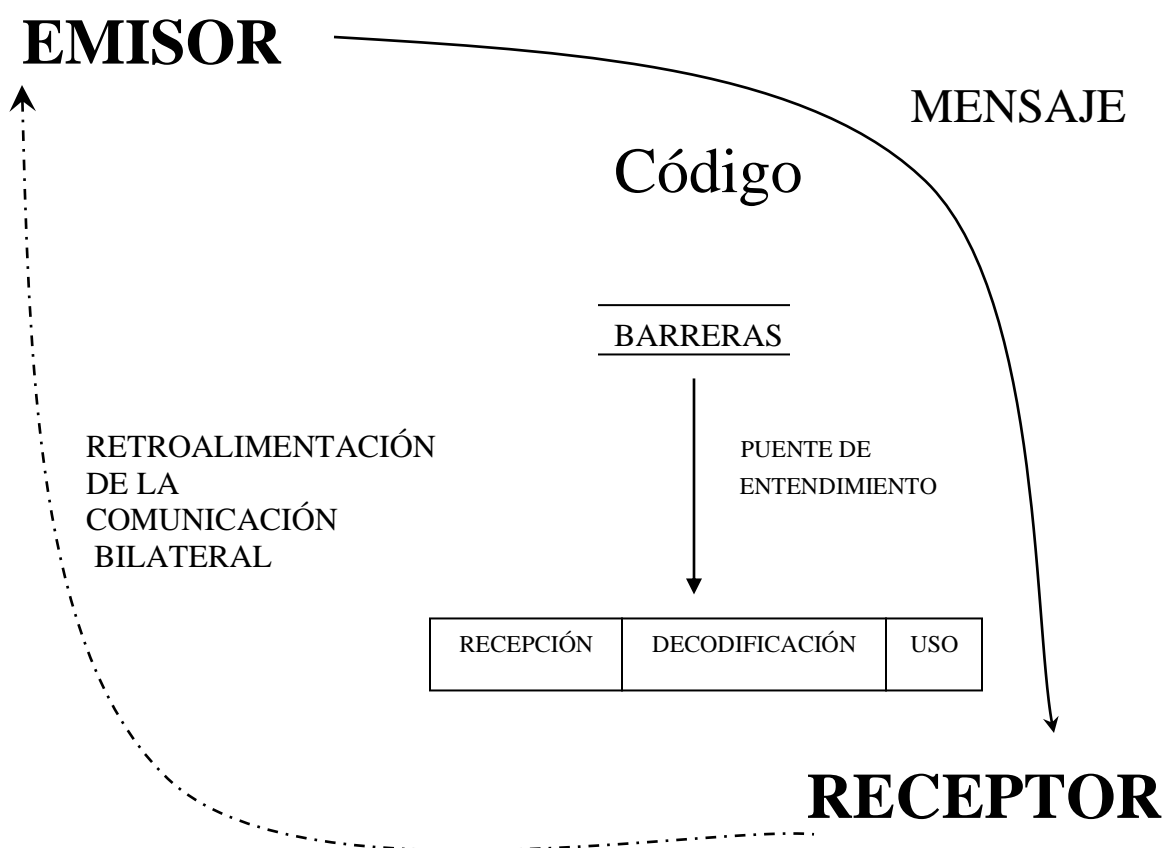 EMISOR
MENSAJE
Código
BARRERAS
RETROALIMENTACIÓN
DE LA
COMUNICACIÓN
BILATERAL
PUENTE DE
ENTENDIMIENTO
RECEPCIÓN DECODIFICACIÓN USO
RECEPTOR